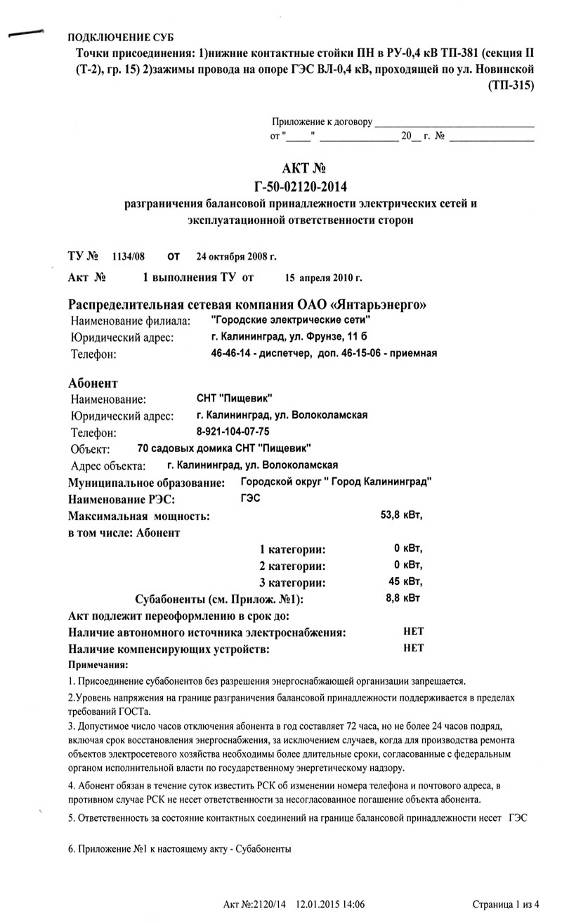 ПОДКЛЮЧЕНИЕ СУБ
Точки присоединения: 1)нижние контактные стойки ПН в РУ-0,4 кВ ТП-381 (секция II
(Т-2), гр. 15) 2)зажимы провода на опоре ГЭС ВЛ-0,4 кВ, проходящей по ул. Новинской
(ТП-315)
Приложение к договору
от "_____" ________________ 20__ г. № ________________
АКТ №
Г-50-02120-2014
разграничения балансовой принадлежности электрических сетей и
эксплуатационной ответственности сторон
ТУ № 1134/08 от 24 октября 2008 г.
Акт № 1 выполнения ТУ от 15 апреля 2010 г.
Распределительная сетевая компания ОАО «Янтарьэнерго»
Наименование филиала: "Городские электрические сети"
Юридический адрес: г. Калининград, ул. Фрунзе, 11 б
Телефон: 46-46-14 - диспетчер, доп. 46-15-06 - приемная
Абонент
Наименование: СНТ "Пищевик"
Юридический адрес: г. Калининград, ул. Волоколамская
Телефон: 8-921-104-07-75
Объект: 70 садовых домика СНТ "Пищевик"
Адрес объекта: г. Калининград, ул. Волоколамская
Муниципальное образование: Городской округ " Город Калининград"
Наименование РЭС: ГЭС
Максимальная мощность: 53,8 кВт,
в том числе: Абонент
1 категории: 0 кВт,
2 категории: 0 кВт,
3 категории: 45 кВт,
Субабоненты (см. Прилож. №1): 8,8 кВт
Акт подлежит переоформлению в срок до:
Наличие автономного источника электроснабжения: НЕТ
Наличие компенсирующих устройств: НЕТ
Примечания:
1. Присоединение субабонентов без разрешения энергоснабжающей организации запрещается.
2.Уровень напряжения на границе разграничения балансовой принадлежности поддерживается в пределах
требований ГОСТа.
3. Допустимое число часов отключения абонента в год составляет 72 часа, но не более 24 часов подряд,
включая срок восстановления энергоснабжения, за исключением случаев, когда для производства ремонта
объектов электросетевого хозяйства необходимы более длительные сроки, согласованные с федеральным
органом исполнительной власти по государственному энергетическому надзору.
4. Абонент обязан в течение суток известить РСК об изменении номера телефона и почтового адреса, в
противном случае РСК не несет ответственности за несогласованное погашение объекта абонента.
5. Ответственность за состояние контактных соединений на границе балансовой принадлежности несет ГЭС
6. Приложение №1 к настоящему акту - Субабоненты
Акт №:2120/14 12.01.2015 14:06 Страница 1 из 4